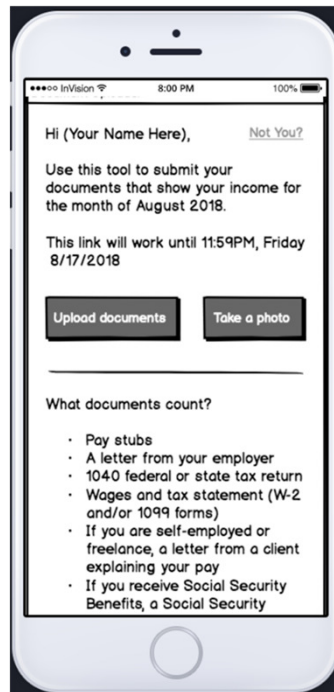 InVision 8:00 PM 100%
Hi (Your Name Here), Not You?
Use this tool to submit your
documents that show your income for
the month of August 2018.
This link will work until 11:59PM, Friday
8/17/2018
Upload documents Take a photo
What documents count?
· Pay stubs
· A letter from your employer
· 1040 federal or state tax return
· Wages and tax statement (W-2
and/or 1099 forms)
· If you are self-employed or
freelance, a letter from a client
explaining your pay
· If you receive Social Security
Benefits, a Social Security